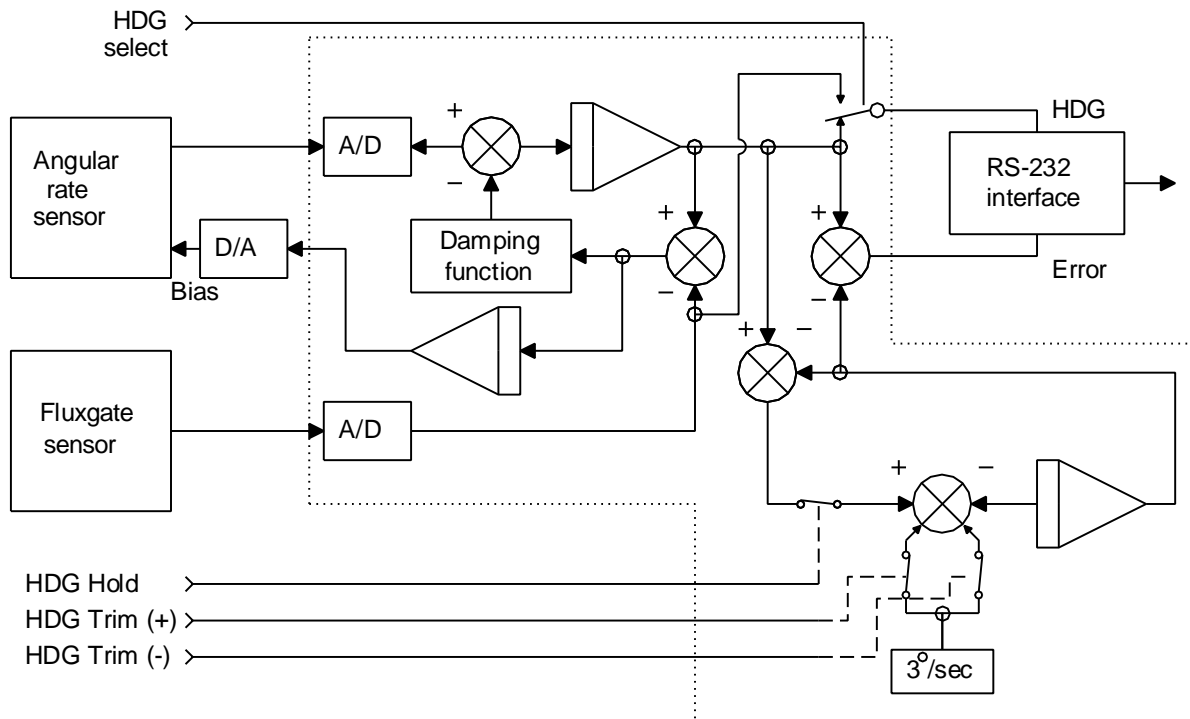 HDG
select
Angular
rate
sensor
A/D
+
−
Damping
function
D/A
Bias
+
−
+
−
HDG
RS-232
interface
Error
Fluxgate
sensor
A/D
+
−
+
−
HDG Hold
HDG Trim (+)
HDG Trim (-)
3°/sec